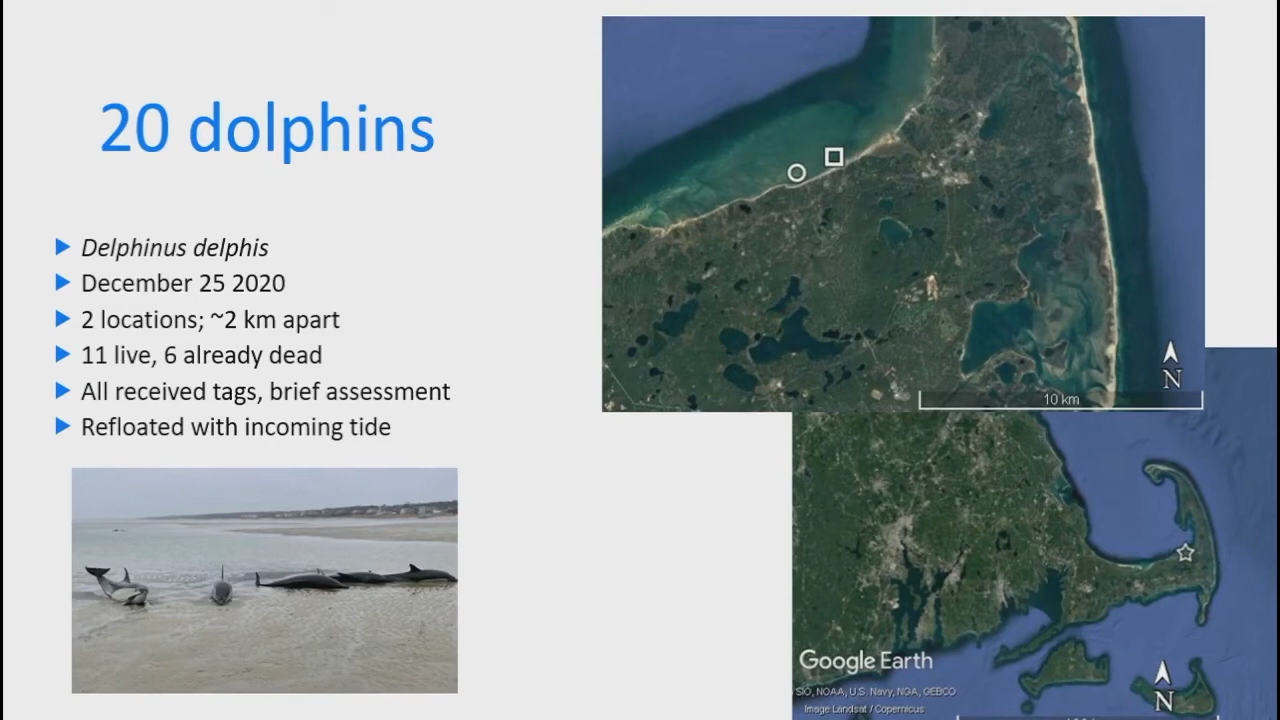 20 dolphins
Delphinus delphis
December 25 2020
2 locations; ~2 km apart
11 live, 6 already dead
All received tags, brief assessment
Refloated with incoming tide
N
10 km
Google Earth
SIO, NOAA, U.S. Navy, NGA, GEBCO
Image Landsat / Copernicus
N